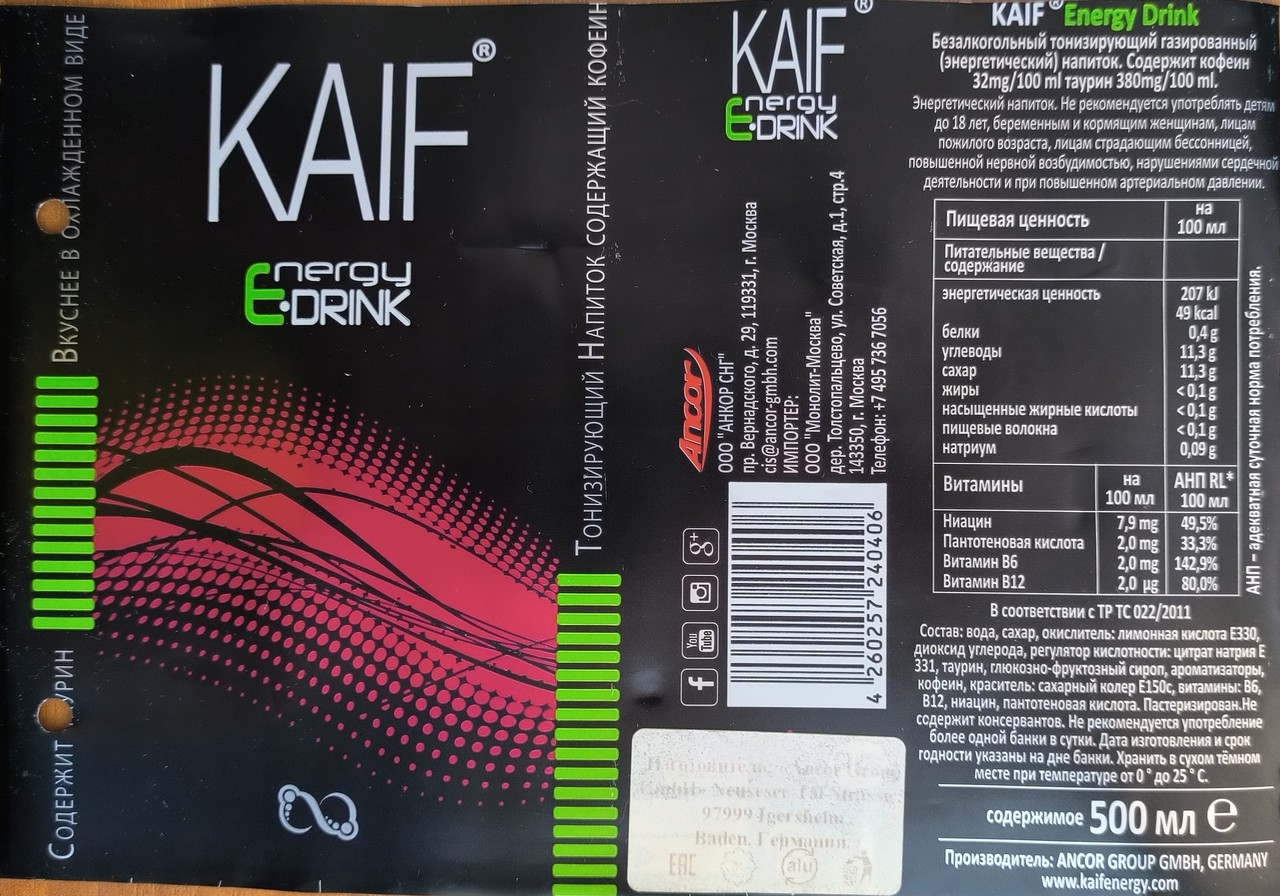 Вкуснее в охлажденном виде
Содержит
KAIF®
Energy
E·DRINK
Тонизирующий Напиток содержащий кофеин
KAIF®
Energy
E·DRINK
Ancor
ООО "АНКОР СНГ"
пр. Вернадского, д. 29, 119331, г. Москва
cis@ancor-gmbh.com
ИМПОРТЕР:
ООО "Монолит-Москва"
дер. Толстопальцево, ул. Советская, д.1, стр.4
143350, г. Москва
Телефон: +7 495 736 7056
f
You Tube
g+
4 260257 240406
97999 Igersheim
Baden. Германия.
EAC
alu
KAIF® Energy Drink
Безалкогольный тонизирующий газированный
(энергетический) напиток. Содержит кофеин
32mg/100 ml таурин 380mg/100 ml.
Энергетический напиток. Не рекомендуется употреблять детям
до 18 лет, беременным и кормящим женщинам, лицам
пожилого возраста, лицам страдающим бессонницей,
повышенной нервной возбудимостью, нарушениями сердечной
деятельности и при повышенном артериальном давлении.
Пищевая ценность на 100 мл
Питательные вещества /
содержание
энергетическая ценность 207 kJ
49 kcal
белки 0,4 g
углеводы 11,3 g
сахар 11,3 g
жиры <0,1 g
насыщенные жирные кислоты <0,1 g
пищевые волокна <0,1 g
натриум 0,09 g
Витамины на 100 мл АНП RL* 100 мл
Ниацин 7,9 mg 49,5%
Пантотеновая кислота 2,0 mg 33,3%
Витамин В6 2,0 mg 142,9%
Витамин В12 2,0 µg 80,0%
АНП – адекватная суточная норма потребления.
В соответствии с ТР ТС 022/2011
Состав: вода, сахар, окислитель: лимонная кислота Е330,
диоксид углерода, регулятор кислотности: цитрат натрия Е
331, таурин, глюкозно-фруктозный сироп, ароматизаторы,
кофеин, краситель: сахарный колер Е150с, витамины: В6,
В12, ниацин, пантотеновая кислота. Пастеризирован.Не
содержит консервантов. Не рекомендуется употребление
более одной банки в сутки. Дата изготовления и срок
годности указаны на дне банки. Хранить в сухом тёмном
месте при температуре от 0° до 25° С.
содержимое 500 мл ℮
Производитель: ANCOR GROUP GMBH, GERMANY
www.kaifenergy.com